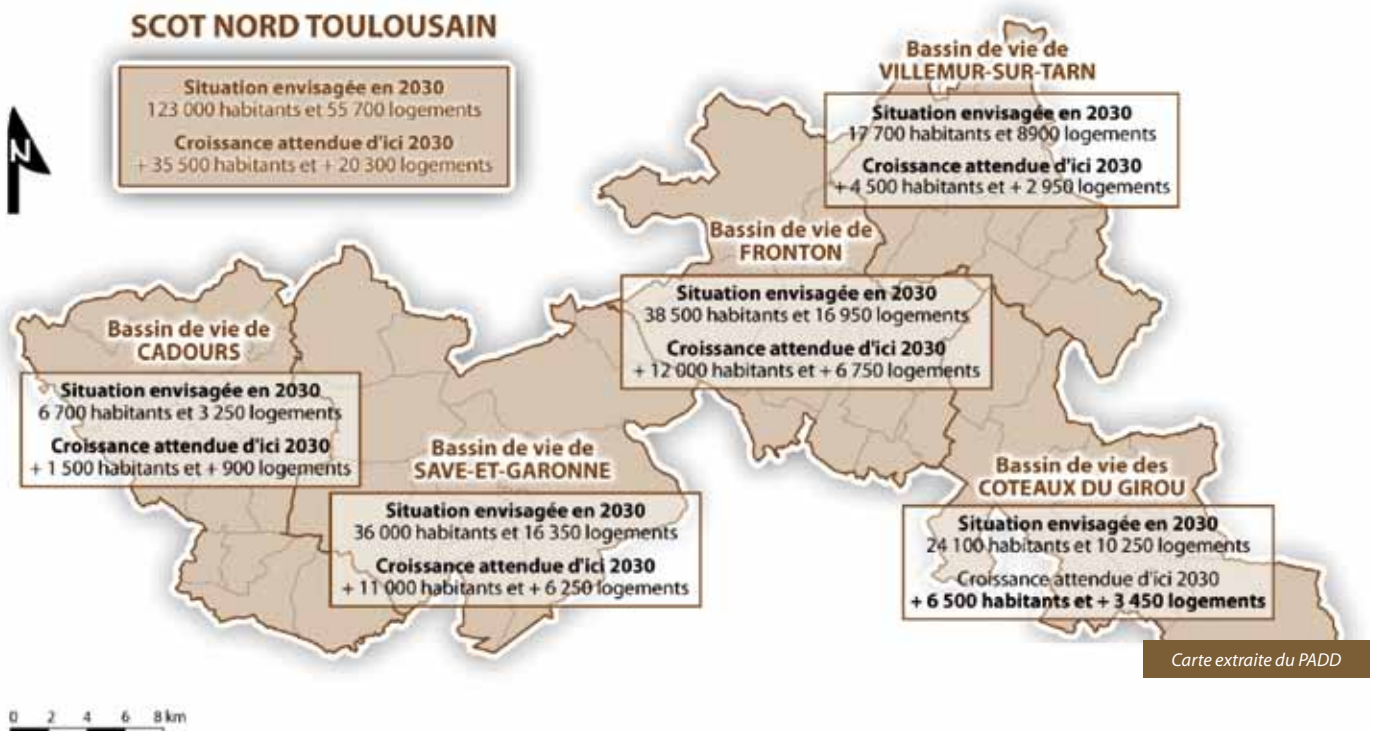 SCOT NORD TOULOUSAIN
Situation envisagée en 2030
123 000 habitants et 55 700 logements
Croissance attendue d'ici 2030
+ 35 500 habitants et + 20 300 logements
N
Bassin de vie de
VILLEMUR-SUR-TARN
Situation envisagée en 2030
17 700 habitants et 8900 logements
Croissance attendue d'ici 2030
+ 4 500 habitants et + 2 950 logements
Bassin de vie de
FRONTON
Situation envisagée en 2030
38 500 habitants et 16 950 logements
Croissance attendue d'ici 2030
+ 12 000 habitants et + 6 750 logements
Bassin de vie de
CADOURS
Situation envisagée en 2030
6 700 habitants et 3 250 logements
Croissance attendue d'ici 2030
+ 1 500 habitants et + 900 logements
Bassin de vie de
SAVE-ET-GARONNE
Situation envisagée en 2030
36 000 habitants et 16 350 logements
Croissance attendue d'ici 2030
+ 11 000 habitants et + 6 250 logements
Bassin de vie des
COTEAUX DU GIROU
Situation envisagée en 2030
24 100 habitants et 10 250 logements
Croissance attendue d'ici 2030
+ 6 500 habitants et + 3 450 logements
Carte extraite du PADD
0 2 4 6 8 km